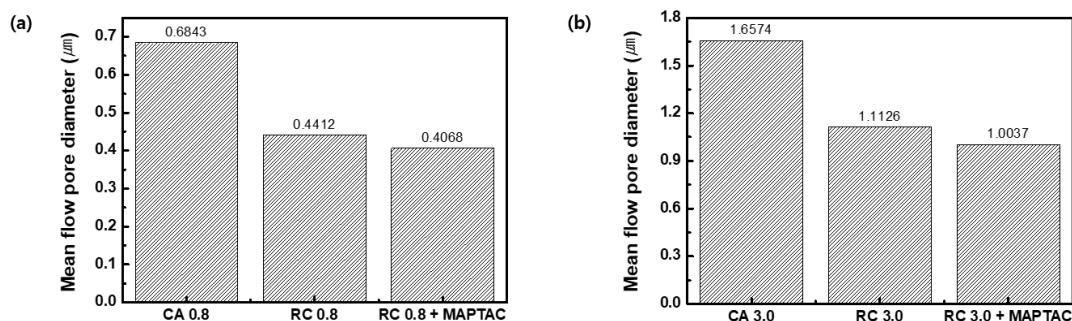 (a)
Mean flow pore diameter (㎛)
0.7
0.6
0.5
0.4
0.3
0.2
0.1
0.0
0.6843
0.4412
0.4068
CA 0.8
RC 0.8
RC 0.8 + MAPTAC
(b)
Mean flow pore diameter (㎛)
1.8
1.5
1.2
0.9
0.6
0.3
0.0
1.6574
1.1126
1.0037
CA 3.0
RC 3.0
RC 3.0 + MAPTAC